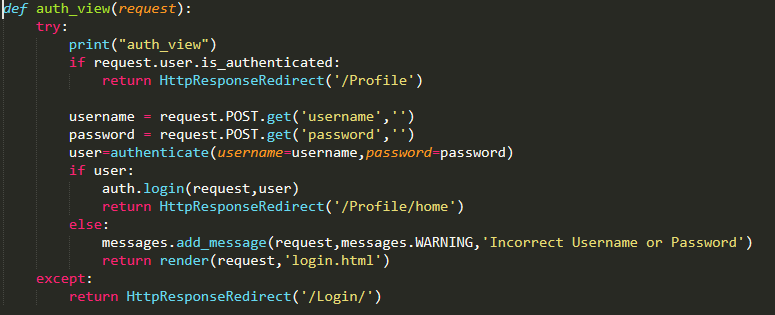 def auth_view(request):
    try:
        print("auth_view")
        if request.user.is_authenticated:
            return HttpResponseRedirect('/Profile')

        username = request.POST.get('username','')
        password = request.POST.get('password','')
        user=authenticate(username=username,password=password)
        if user:
            auth.login(request,user)
            return HttpResponseRedirect('/Profile/home')
        else:
            messages.add_message(request,messages.WARNING,'Incorrect Username or Password')
            return render(request,'login.html')
    except:
        return HttpResponseRedirect('/Login/')